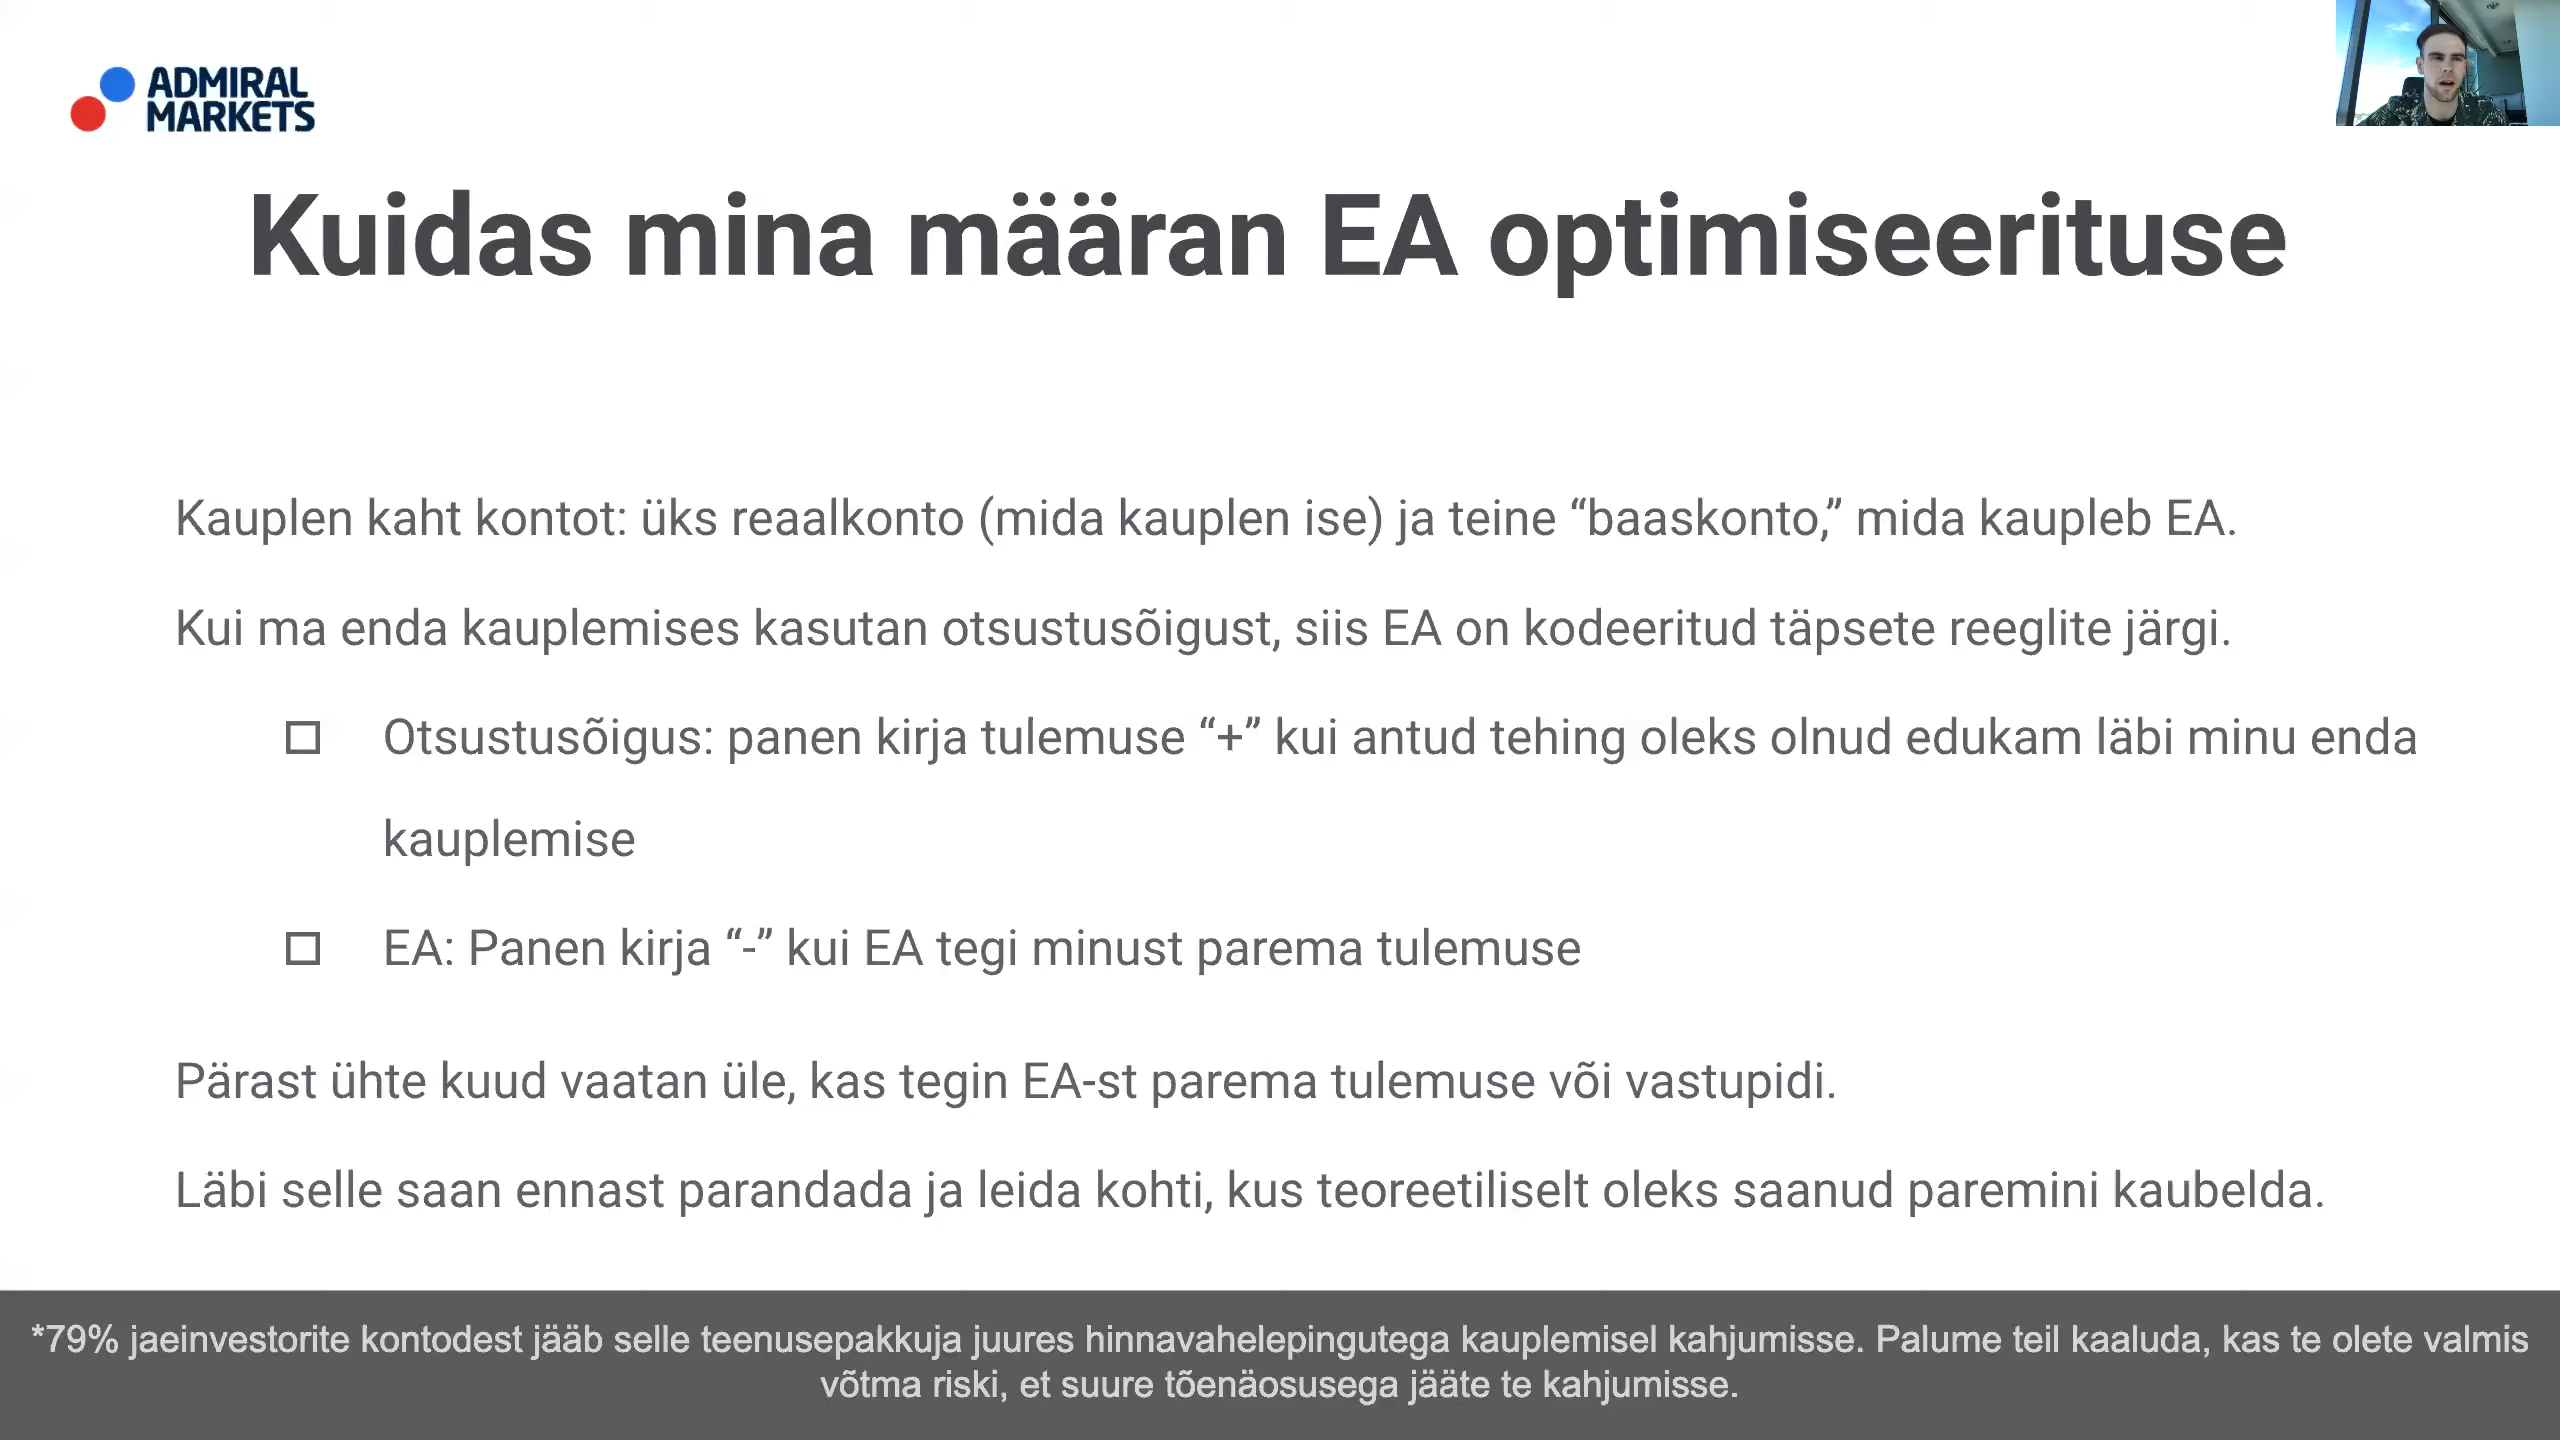 ADMIRAL
MARKETS
Kuidas mina määran EA optimiseerituse
Kauplen kaht kontot: üks reaalkonto (mida kauplen ise) ja teine “baaskonto,” mida kaupleb EA.
Kui ma enda kauplemises kasutan otsustusõigust, siis EA on kodeeritud täpsete reeglite järgi.
Otsustusõigus: panen kirja tulemuse “+” kui antud tehing oleks olnud edukam läbi minu enda
kauplemise
EA: Panen kirja “-” kui EA tegi minust parema tulemuse
Pärast ühte kuud vaatan üle, kas tegin EA-st parema tulemuse või vastupidi.
Läbi selle saan ennast parandada ja leida kohti, kus teoreetiliselt oleks saanud paremini kaubelda.
*79% jaeinvestorite kontodest jääb selle teenusepakkuja juures hinnavahelepingutega kauplemisel kahjumisse. Palume teil kaaluda, kas te olete valmis
võtma riski, et suure tõenäosusega jääte te kahjumisse.